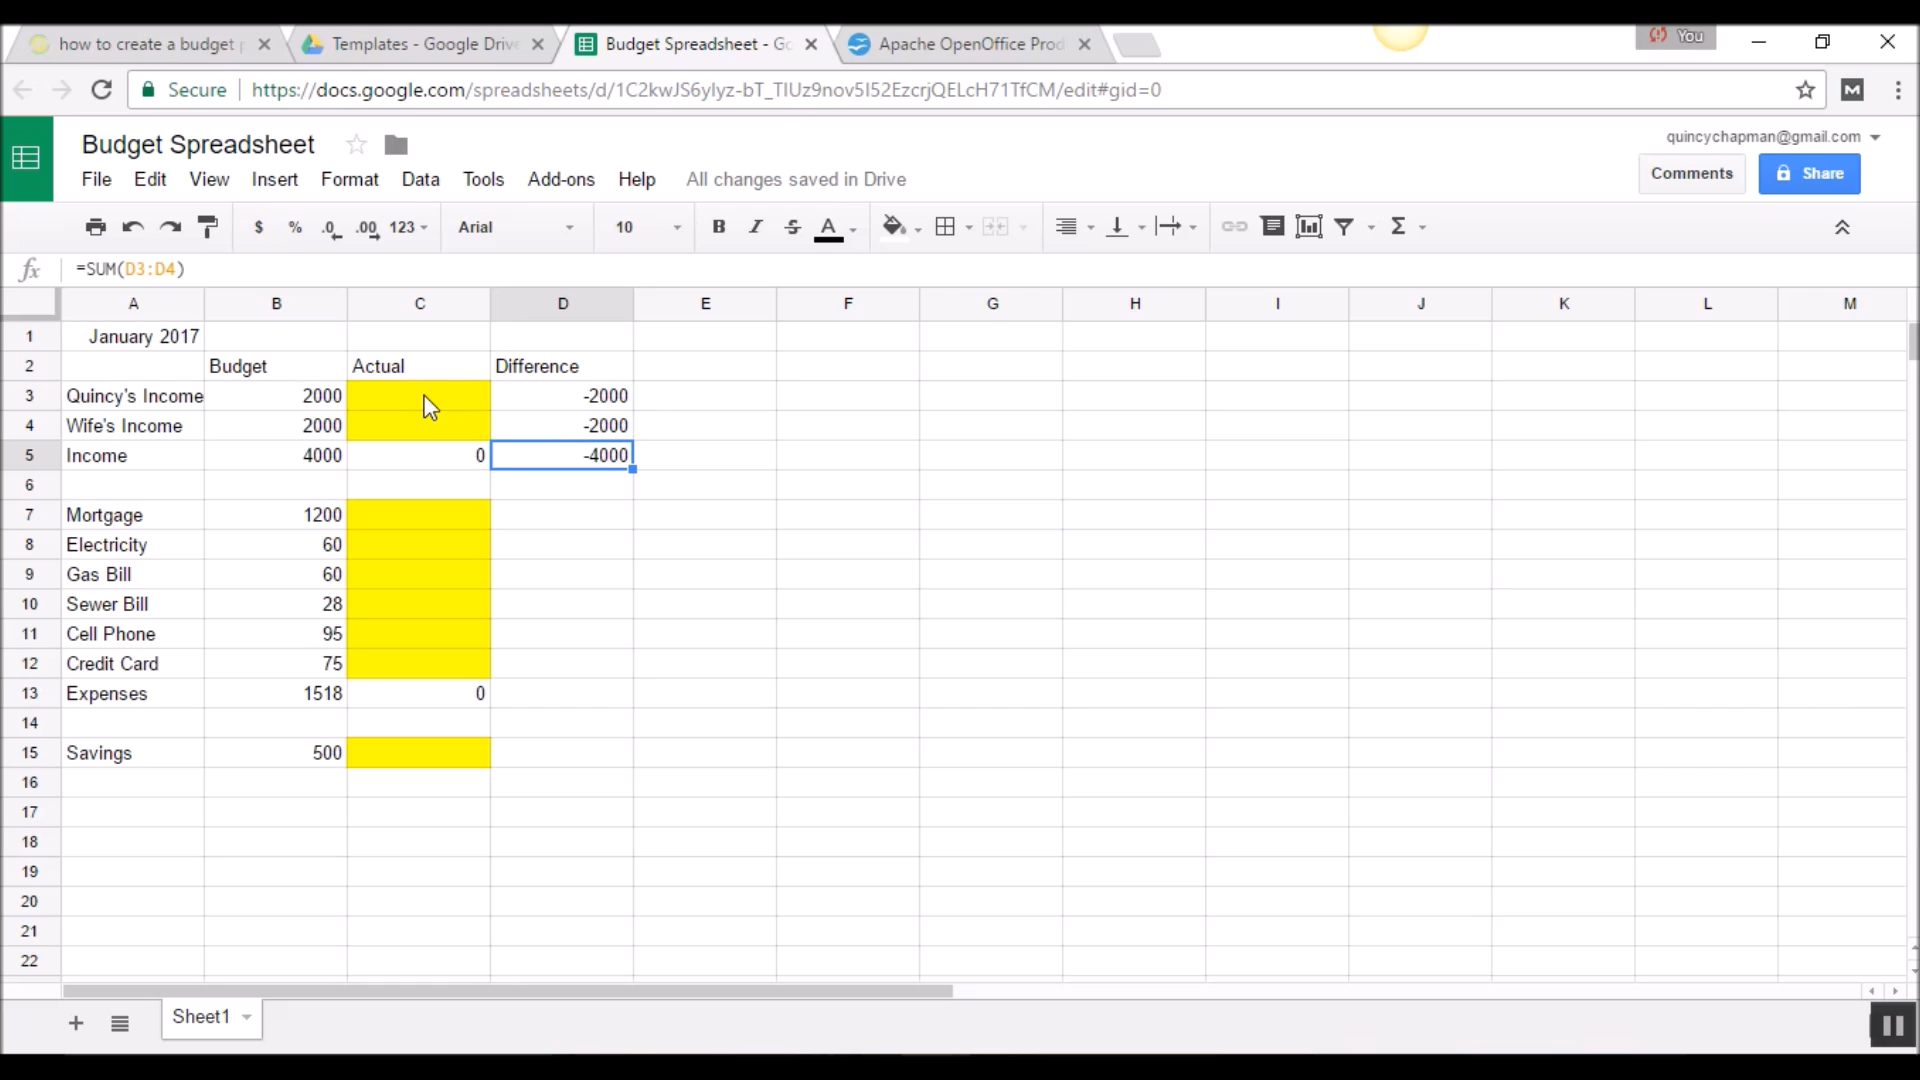 how to create a budget p
Templates - Google Drive
Budget Spreadsheet - Go
Apache OpenOffice Prod
You
Secure
https://docs.google.com/spreadsheets/d/1C2kwJS6yIyz-bT_TIUz9nov5I52EzcrjQELcH71TfCM/edit#gid=0
M
Budget Spreadsheet
quincychapman@gmail.com
File Edit View Insert Format Data Tools Add-ons Help All changes saved in Drive
Comments Share
$ % .0 .00 123 Arial 10 B I S A Σ
fx =SUM(D3:D4)
A B C D E F G H I J K L M
1 January 2017
2 Budget Actual Difference
3 Quincy's Income 2000 -2000
4 Wife's Income 2000 -2000
5 Income 4000 0 -4000
6
7 Mortgage 1200
8 Electricity 60
9 Gas Bill 60
10 Sewer Bill 28
11 Cell Phone 95
12 Credit Card 75
13 Expenses 1518 0
14
15 Savings 500
16
17
18
19
20
21
22
+ Sheet1